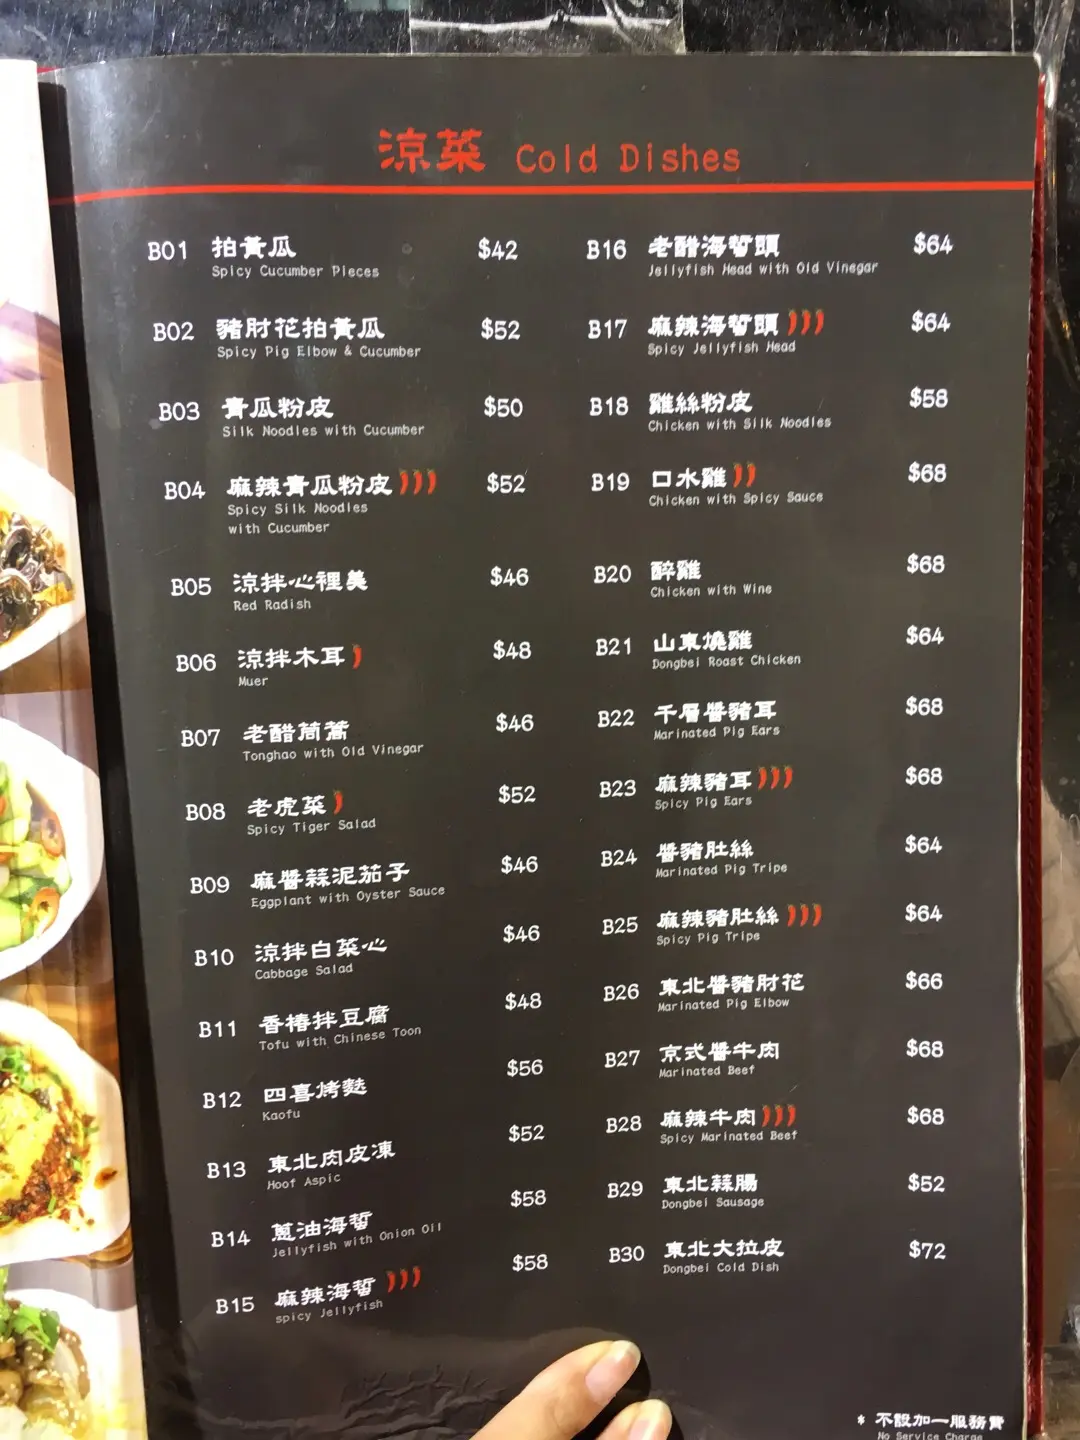 涼菜 Cold Dishes
B01 拍黃瓜 $42
Spicy Cucumber Pieces
B02 豬肘花拍黃瓜 $52
Spicy Pig Elbow & Cucumber
B03 青瓜粉皮 $50
Silk Noodles with Cucumber
B04 麻辣青瓜粉皮 $52
Spicy Silk Noodles
with Cucumber
B05 涼拌心裡美 $46
Red Radish
B06 涼拌木耳 $48
Muer
B07 老醋茼蒿 $46
Tonghao with Old Vinegar
B08 老虎菜 $52
Spicy Tiger Salad
B09 麻醬蒜泥茄子 $46
Eggplant with Oyster Sauce
B10 涼拌白菜心 $46
Cabbage Salad
B11 香椿拌豆腐 $48
Tofu with Chinese Toon
B12 四喜烤麩 $56
Kaofu
B13 東北肉皮凍 $52
Hoof Aspic
B14 蔥油海蜇 $58
Jellyfish with Onion Oil
B15 麻辣海蜇 $58
spicy Jellyfish
B16 老醋海蜇頭 $64
Jellyfish Head with Old Vinegar
B17 麻辣海蜇頭 $64
Spicy Jellyfish Head
B18 雞絲粉皮 $58
Chicken with Silk Noodles
B19 口水雞 $68
Chicken with Spicy Sauce
B20 醉雞 $68
Chicken with Wine
B21 山東燒雞 $64
Dongbei Roast Chicken
B22 千層醬豬耳 $68
Marinated Pig Ears
B23 麻辣豬耳 $68
Spicy Pig Ears
B24 醬豬肚絲 $64
Marinated Pig Tripe
B25 麻辣豬肚絲 $64
Spicy Pig Tripe
B26 東北醬豬肘花 $66
Marinated Pig Elbow
B27 京式醬牛肉 $68
Marinated Beef
B28 麻辣牛肉 $68
Spicy Marinated Beef
B29 東北蒜腸 $52
Dongbei Sausage
B30 東北大拉皮 $72
Dongbei Cold Dish
* 不設加一服務費
No Service Charge